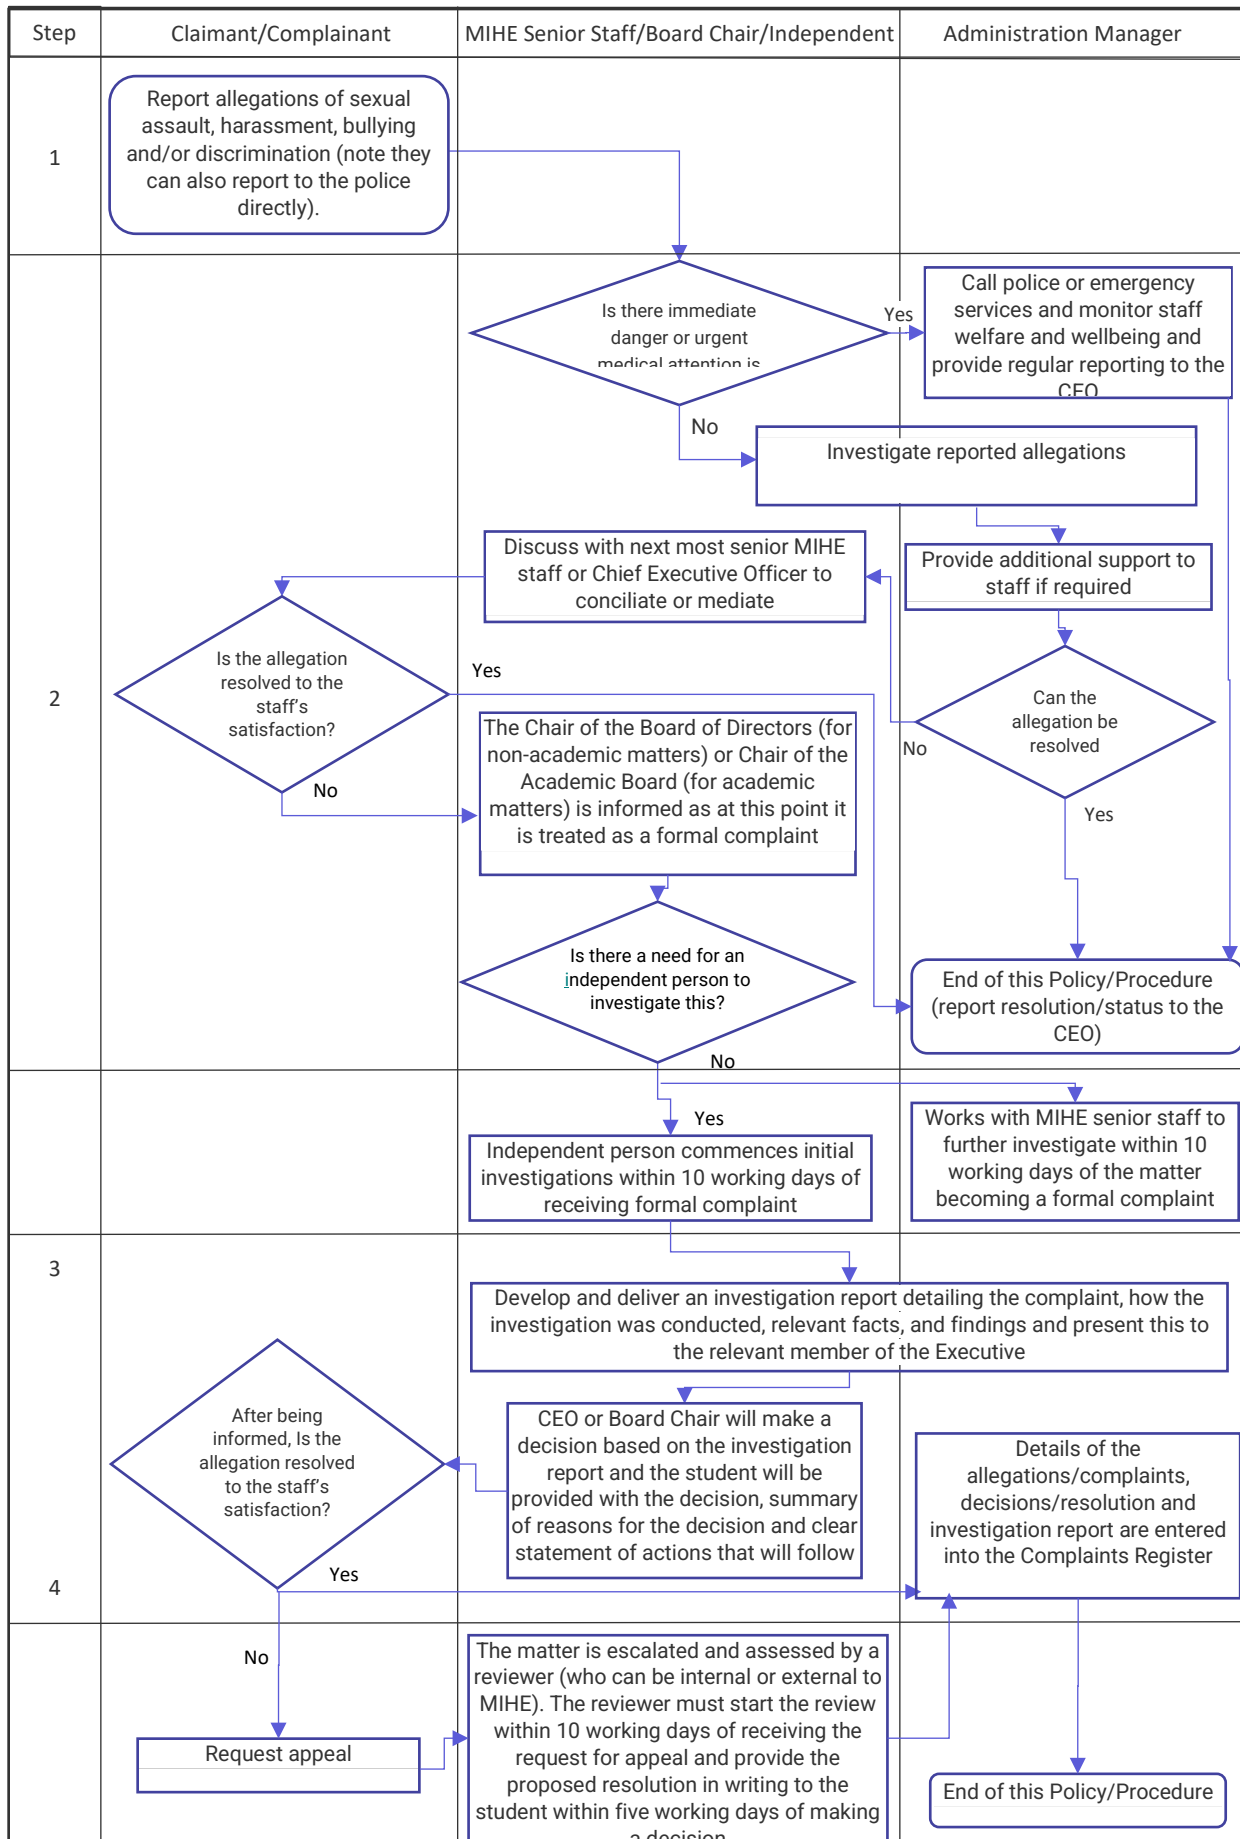 Step
Claimant/Complainant
MIHE Senior Staff/Board Chair/Independent
Administration Manager
1
Report allegations of sexual
assault, harassment, bullying
and/or discrimination (note they
can also report to the police
directly).
Is there immediate
danger or urgent
medical attention is
Yes
Call police or emergency
services and monitor staff
welfare and wellbeing and
provide regular reporting to the
CEO
No
Investigate reported allegations
Discuss with next most senior MIHE
staff or Chief Executive Officer to
conciliate or mediate
Provide additional support to
staff if required
2
Is the allegation
resolved to the
staff's
satisfaction?
Yes
No
Can the
allegation be
resolved
No
Yes
The Chair of the Board of Directors (for
non-academic matters) or Chair of the
Academic Board (for academic
matters) is informed as at this point it
is treated as a formal complaint
Is there a need for an
independent person to
investigate this?
End of this Policy/Procedure
(report resolution/status to the
CEO)
No
Yes
Independent person commences initial
investigations within 10 working days of
receiving formal complaint
Works with MIHE senior staff to
further investigate within 10
working days of the matter
becoming a formal complaint
3
Develop and deliver an investigation report detailing the complaint, how the
investigation was conducted, relevant facts, and findings and present this to
the relevant member of the Executive
After being
informed, Is the
allegation resolved
to the staff's
satisfaction?
CEO or Board Chair will make a
decision based on the investigation
report and the student will be
provided with the decision, summary
of reasons for the decision and clear
statement of actions that will follow
Details of the
allegations/complaints,
decisions/resolution and
investigation report are entered
into the Complaints Register
4
Yes
No
Request appeal
The matter is escalated and assessed by a
reviewer (who can be internal or external to
MIHE). The reviewer must start the review
within 10 working days of receiving the
request for appeal and provide the
proposed resolution in writing to the
student within five working days of making
a decision
End of this Policy/Procedure